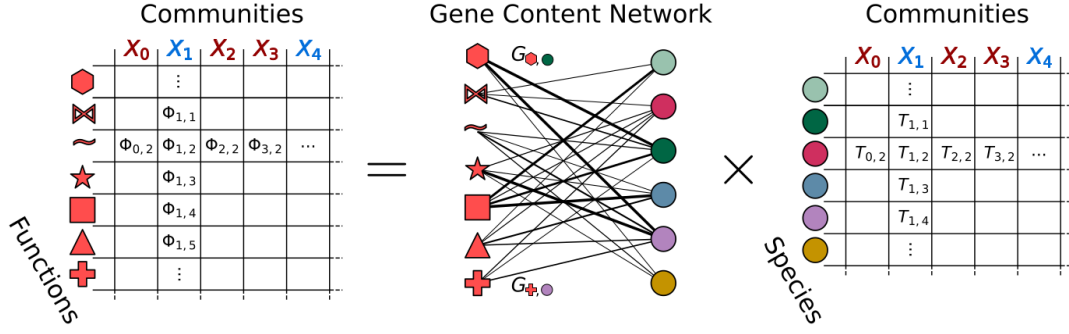 Communities
X0 X1 X2 X3 X4
⋮
Φ1,1
Φ0,2 Φ1,2 Φ2,2 Φ3,2 ⋯
Φ1,3
Φ1,4
Φ1,5
⋮
Functions
=
Gene Content Network
G ,
G ,
×
Communities
X0 X1 X2 X3 X4
⋮
T1,1
T0,2 T1,2 T2,2 T3,2 ⋯
T1,3
T1,4
⋮
Species